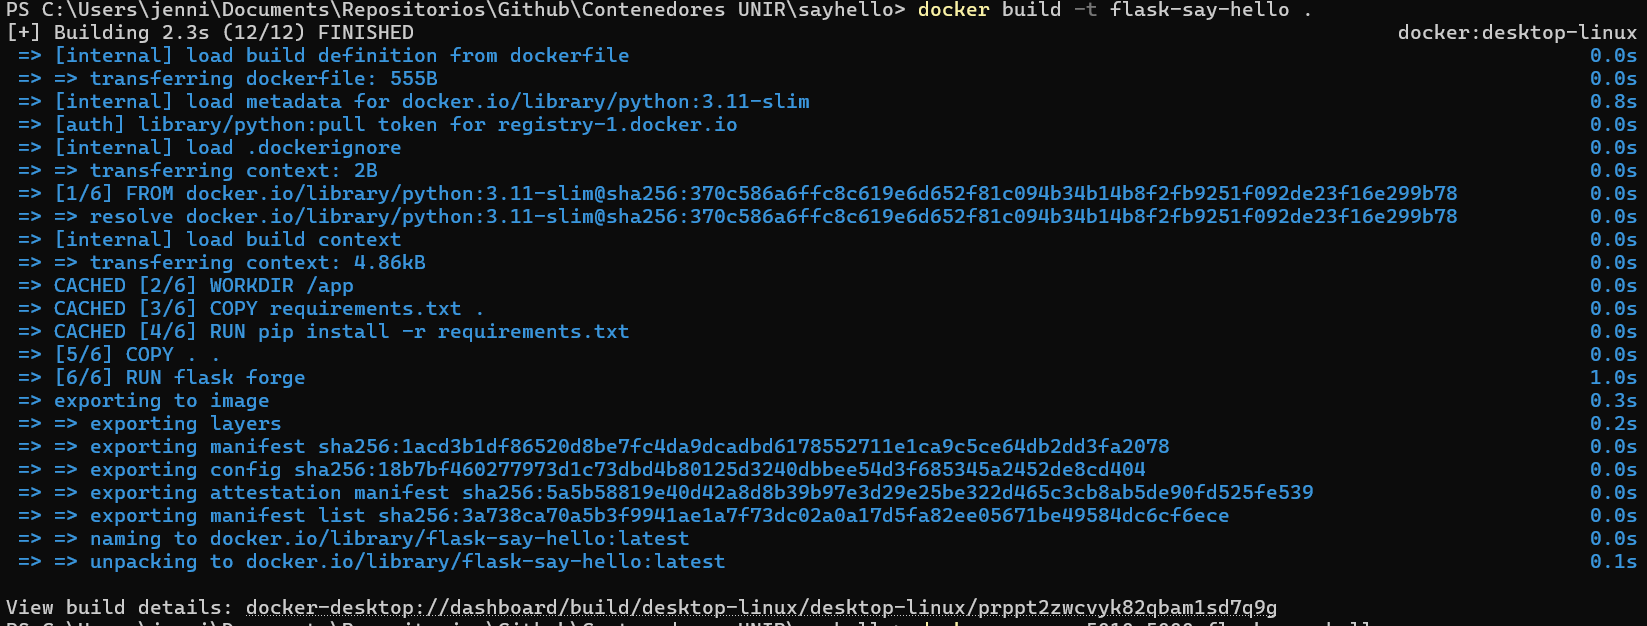 PS C:\Users\jenni\Documents\Repositorios\Github\Contenedores UNIR\sayhello> docker build -t flask-say-hello .
[+] Building 2.3s (12/12) FINISHED docker:desktop-linux
=> [internal] load build definition from dockerfile 0.0s
=> => transferring dockerfile: 555B 0.0s
=> [internal] load metadata for docker.io/library/python:3.11-slim 0.8s
=> [auth] library/python:pull token for registry-1.docker.io 0.0s
=> [internal] load .dockerignore 0.0s
=> => transferring context: 2B 0.0s
=> [1/6] FROM docker.io/library/python:3.11-slim@sha256:370c586a6ffc8c619e6d652f81c094b34b14b8f2fb9251f092de23f16e299b78 0.0s
=> => resolve docker.io/library/python:3.11-slim@sha256:370c586a6ffc8c619e6d652f81c094b34b14b8f2fb9251f092de23f16e299b78 0.0s
=> [internal] load build context 0.0s
=> => transferring context: 4.86kB 0.0s
=> CACHED [2/6] WORKDIR /app 0.0s
=> CACHED [3/6] COPY requirements.txt . 0.0s
=> CACHED [4/6] RUN pip install -r requirements.txt 0.0s
=> [5/6] COPY . . 0.0s
=> [6/6] RUN flask forge 1.0s
=> exporting to image 0.3s
=> => exporting layers 0.2s
=> => exporting manifest sha256:1acd3b1df86520d8be7fc4da9dcadbd6178552711e1ca9c5ce64db2dd3fa2078 0.0s
=> => exporting config sha256:18b7bf460277973d1c73dbd4b80125d3240dbbee54d3f685345a2452de8cd404 0.0s
=> => exporting attestation manifest sha256:5a5b58819e40d42a8d8b39b97e3d29e25be322d465c3cb8ab5de90fd525fe539 0.0s
=> => exporting manifest list sha256:3a738ca70a5b3f9941ae1a7f73dc02a0a17d5fa82ee05671be49584dc6cf6ece 0.0s
=> => naming to docker.io/library/flask-say-hello:latest 0.0s
=> => unpacking to docker.io/library/flask-say-hello:latest 0.1s
View build details: docker-desktop://dashboard/build/desktop-linux/desktop-linux/prppt2zwcvyk82qbam1sd7q9g
PS C:\Users\jenni\Documents\Repositorios\Github\Contenedores UNIR\sayhello>